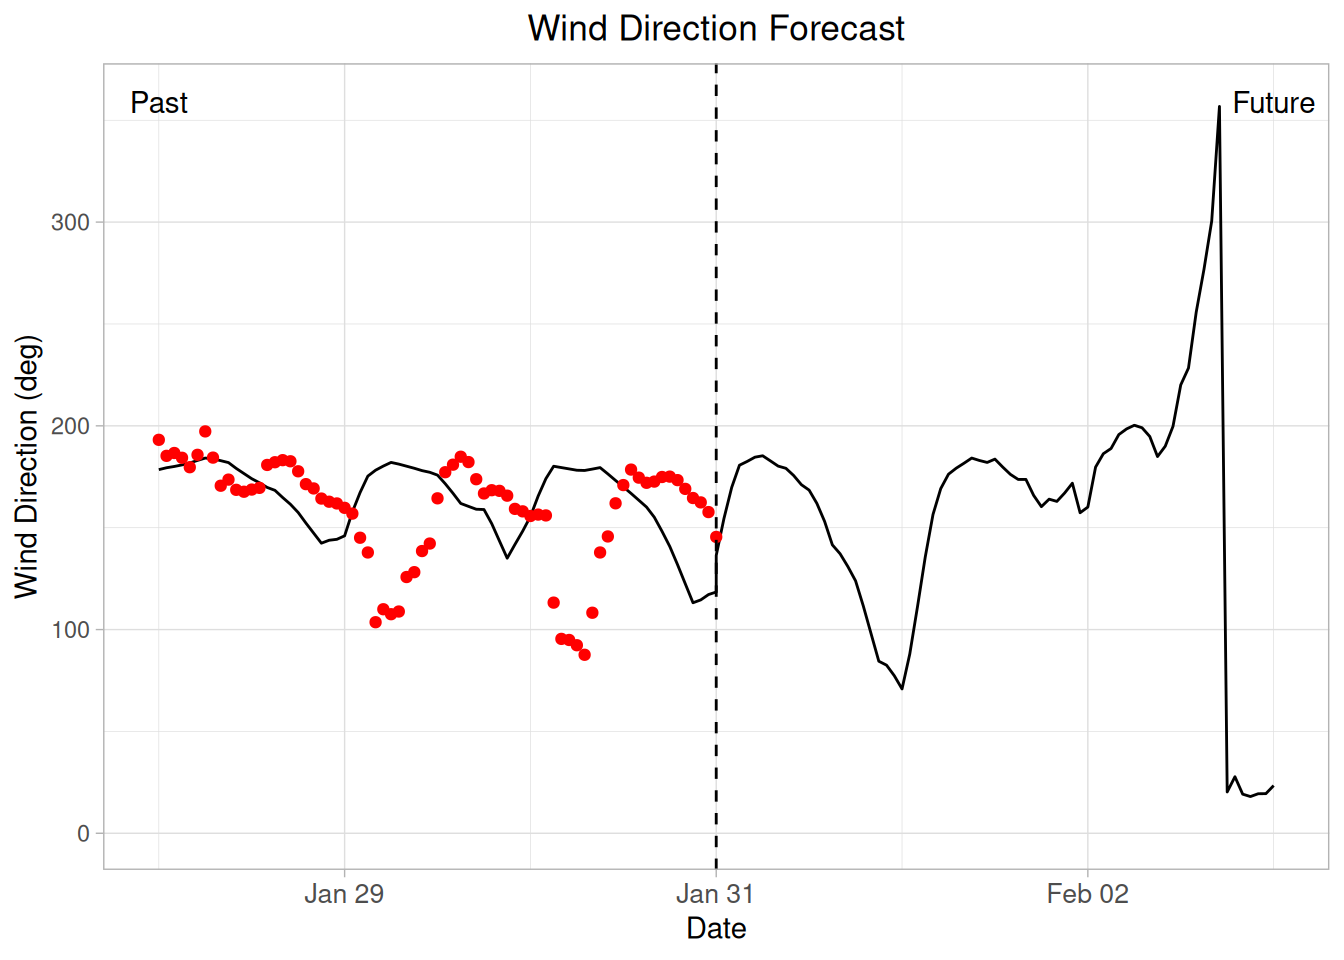 Wind Direction Forecast
Past
Future
300
200
100
0
Wind Direction (deg)
Jan 29
Jan 31
Feb 02
Date